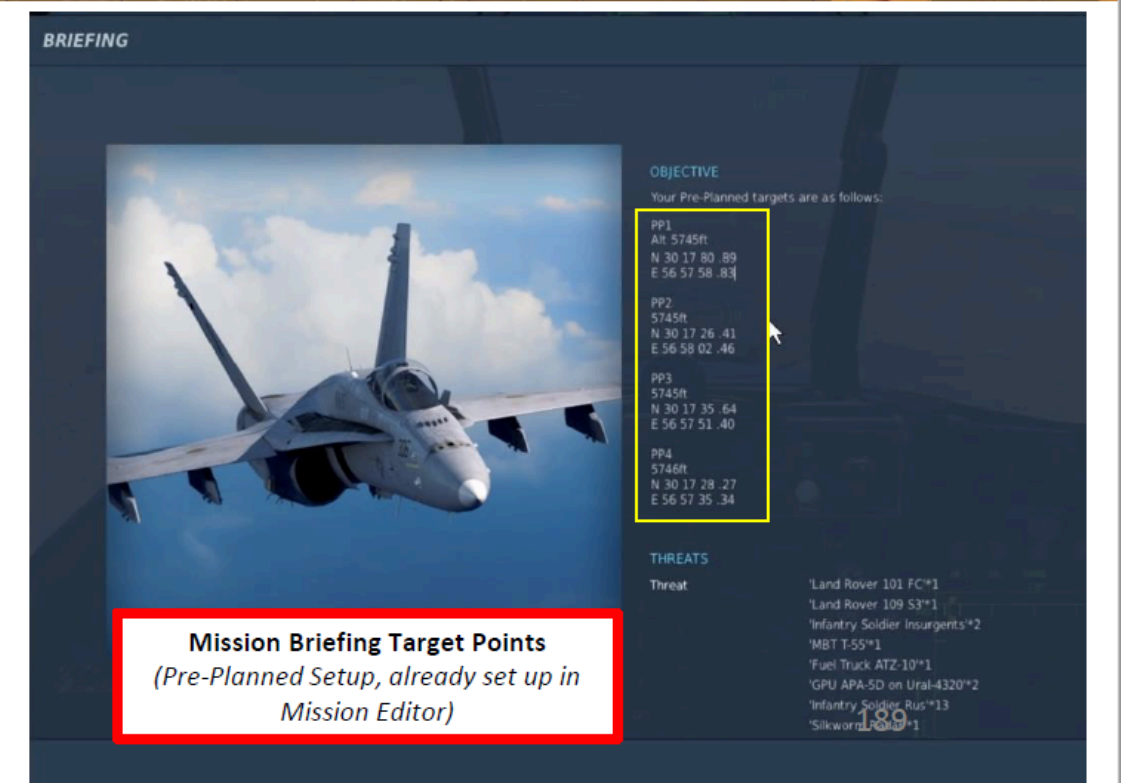 BRIEFING
OBJECTIVE
Your Pre-Planned targets are as follows:
PP1
Alt 5745ft
N 30 17 80 .89
E 56 57 58 .83
PP2
5745ft
N 30 17 26 .41
E 56 58 02 .46
PP3
5745ft
N 30 17 35 .64
E 56 57 51 .40
PP4
5746ft
N 30 17 28 .27
E 56 57 35 .34
THREATS
Threat
'Land Rover 101 FC'*1
'Land Rover 109 S3'*1
'Infantry Soldier Insurgents'*2
'MBT T-55'*1
'Fuel Truck ATZ-10'*1
'GPU APA-5D on Ural-4320'*2
'Infantry Soldier Rus'*13
'Silkworm Radar'*1
189
Mission Briefing Target Points
(Pre-Planned Setup, already set up in
Mission Editor)